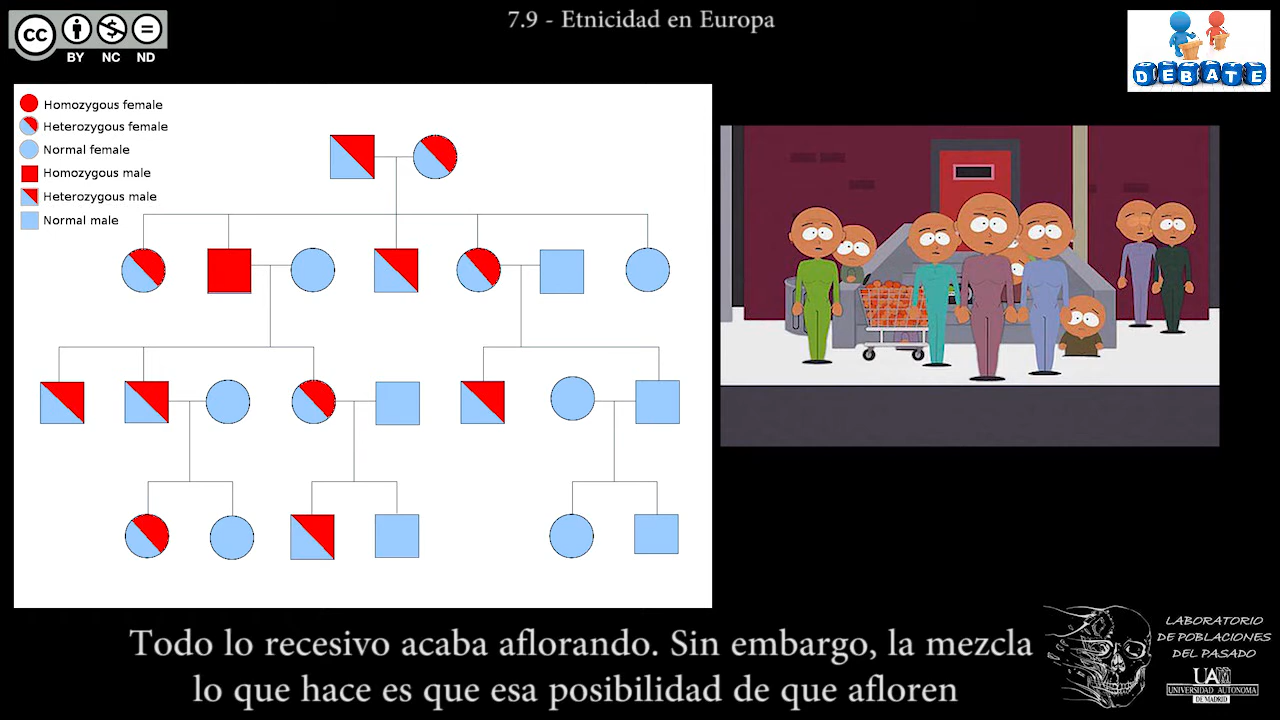 7.9 - Etnicidad en Europa
CC
BY NC ND
DEBATE
Homozygous female
Heterozygous female
Normal female
Homozygous male
Heterozygous male
Normal male
Todo lo recesivo acaba aflorando. Sin embargo, la mezcla
lo que hace es que esa posibilidad de que afloren
LABORATORIO
DE POBLACIONES
DEL PASADO
UAM
UNIVERSIDAD AUTONOMA
DE MADRID